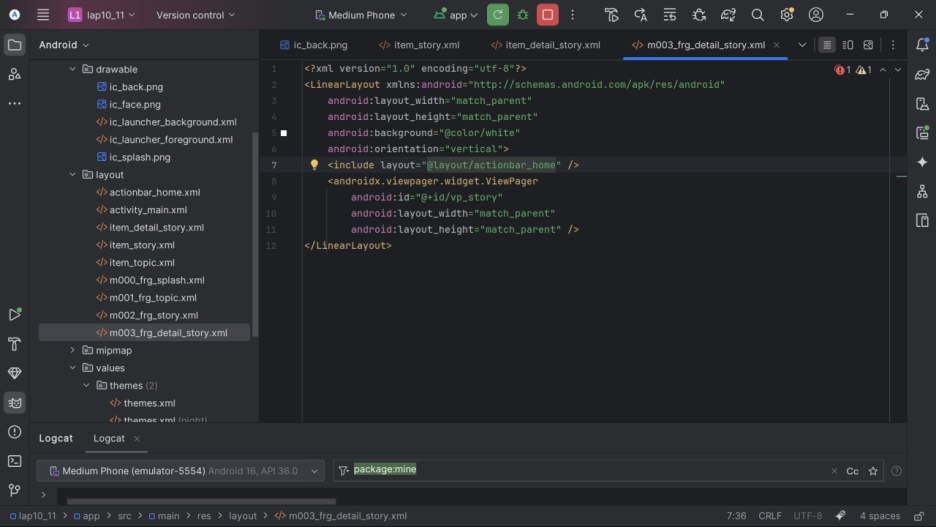 L1 lap10_11 Version control Medium Phone app
Android
ic_back.png item_story.xml item_detail_story.xml m003_frg_detail_story.xml
drawable
ic_back.png
ic_face.png
ic_launcher_background.xml
ic_launcher_foreground.xml
ic_splash.png
layout
actionbar_home.xml
activity_main.xml
item_detail_story.xml
item_story.xml
item_topic.xml
m000_frg_splash.xml
m001_frg_topic.xml
m002_frg_story.xml
m003_frg_detail_story.xml
mipmap
values
themes (2)
themes.xml
themes.xml (night)
1 <?xml version="1.0" encoding="utf-8"?>
2 <LinearLayout xmlns:android="http://schemas.android.com/apk/res/android"
3 android:layout_width="match_parent"
4 android:layout_height="match_parent"
5 android:background="@color/white"
6 android:orientation="vertical">
7 <include layout="@layout/actionbar_home" />
8 <androidx.viewpager.widget.ViewPager
9 android:id="@+id/vp_story"
10 android:layout_width="match_parent"
11 android:layout_height="match_parent" />
12 </LinearLayout>
1 1
Logcat Logcat
Medium Phone (emulator-5554) Android 16, API 36.0 package:mine Cc
lap10_11 > app > src > main > res > layout > m003_frg_detail_story.xml 7:36 CRLF UTF-8 4 spaces